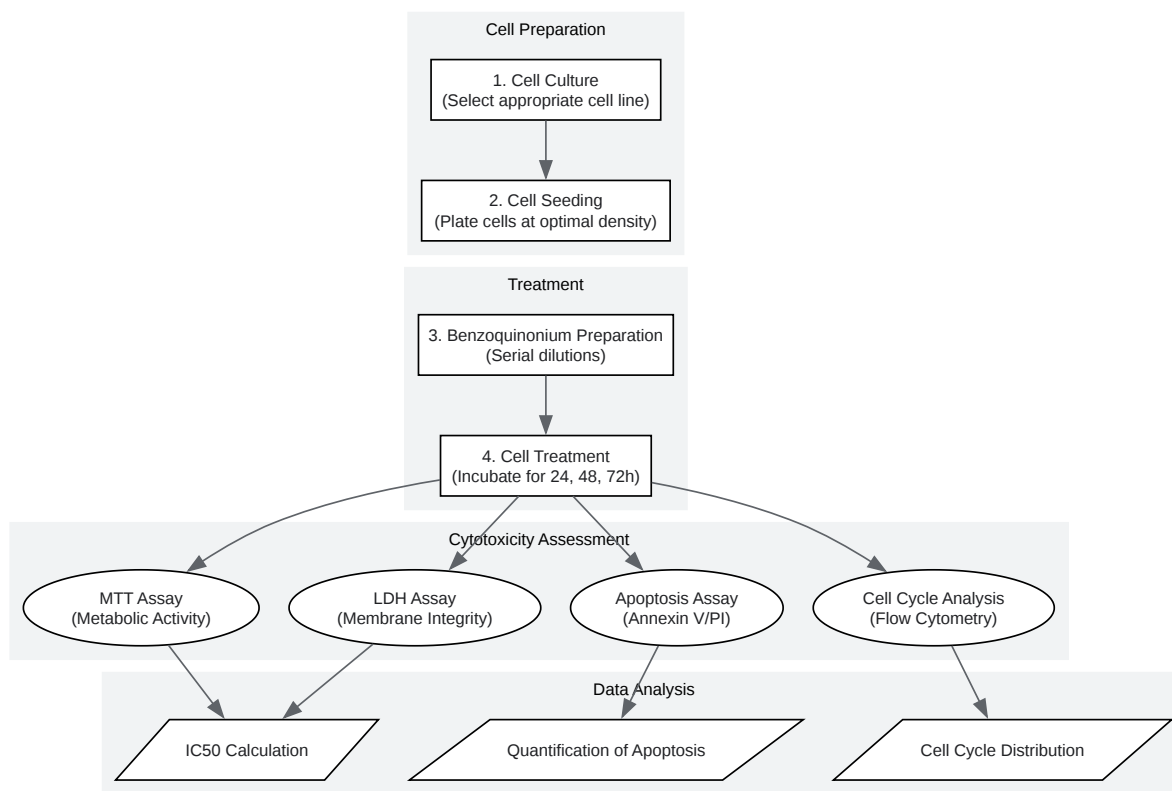 Cell Preparation
1. Cell Culture
(Select appropriate cell line)
2. Cell Seeding
(Plate cells at optimal density)
Treatment
3. Benzoquinonium Preparation
(Serial dilutions)
4. Cell Treatment
(Incubate for 24, 48, 72h)
Cytotoxicity Assessment
MTT Assay
(Metabolic Activity)
LDH Assay
(Membrane Integrity)
Apoptosis Assay
(Annexin V/PI)
Cell Cycle Analysis
(Flow Cytometry)
Data Analysis
IC50 Calculation
Quantification of Apoptosis
Cell Cycle Distribution